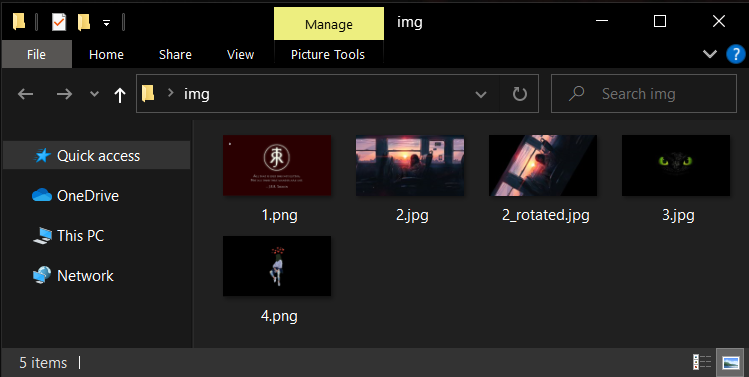 Manage
img
File
Home
Share
View
Picture Tools
img
Search img
Quick access
OneDrive
This PC
Network
1.png
2.jpg
2_rotated.jpg
3.jpg
4.png
5 items